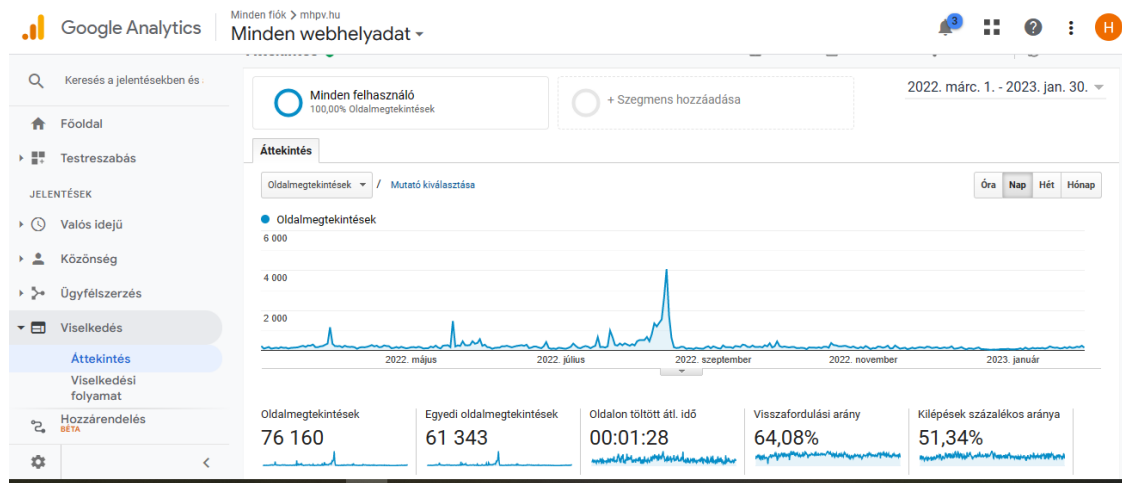 Google Analytics
Minden fiók > mhpv.hu
Minden webhelyadat
3
H
Keresés a jelentésekben és
Főoldal
Testreszabás
JELENTÉSEK
Valós idejű
Közönség
Ügyfélszerzés
Viselkedés
Áttekintés
Viselkedési
folyamat
Hozzárendelés
BÉTA
Minden felhasználó
100,00% Oldalmegtekintések
+ Szegmens hozzáadása
2022. márc. 1. - 2023. jan. 30.
Áttekintés
Oldalmegtekintések / Mutató kiválasztása
Óra Nap Hét Hónap
Oldalmegtekintések
6 000
4 000
2 000
2022. május 2022. július 2022. szeptember 2022. november 2023. január
Oldalmegtekintések
76 160
Egyedi oldalmegtekintések
61 343
Oldalon töltött átl. idő
00:01:28
Visszafordulási arány
64,08%
Kilépések százalékos aránya
51,34%